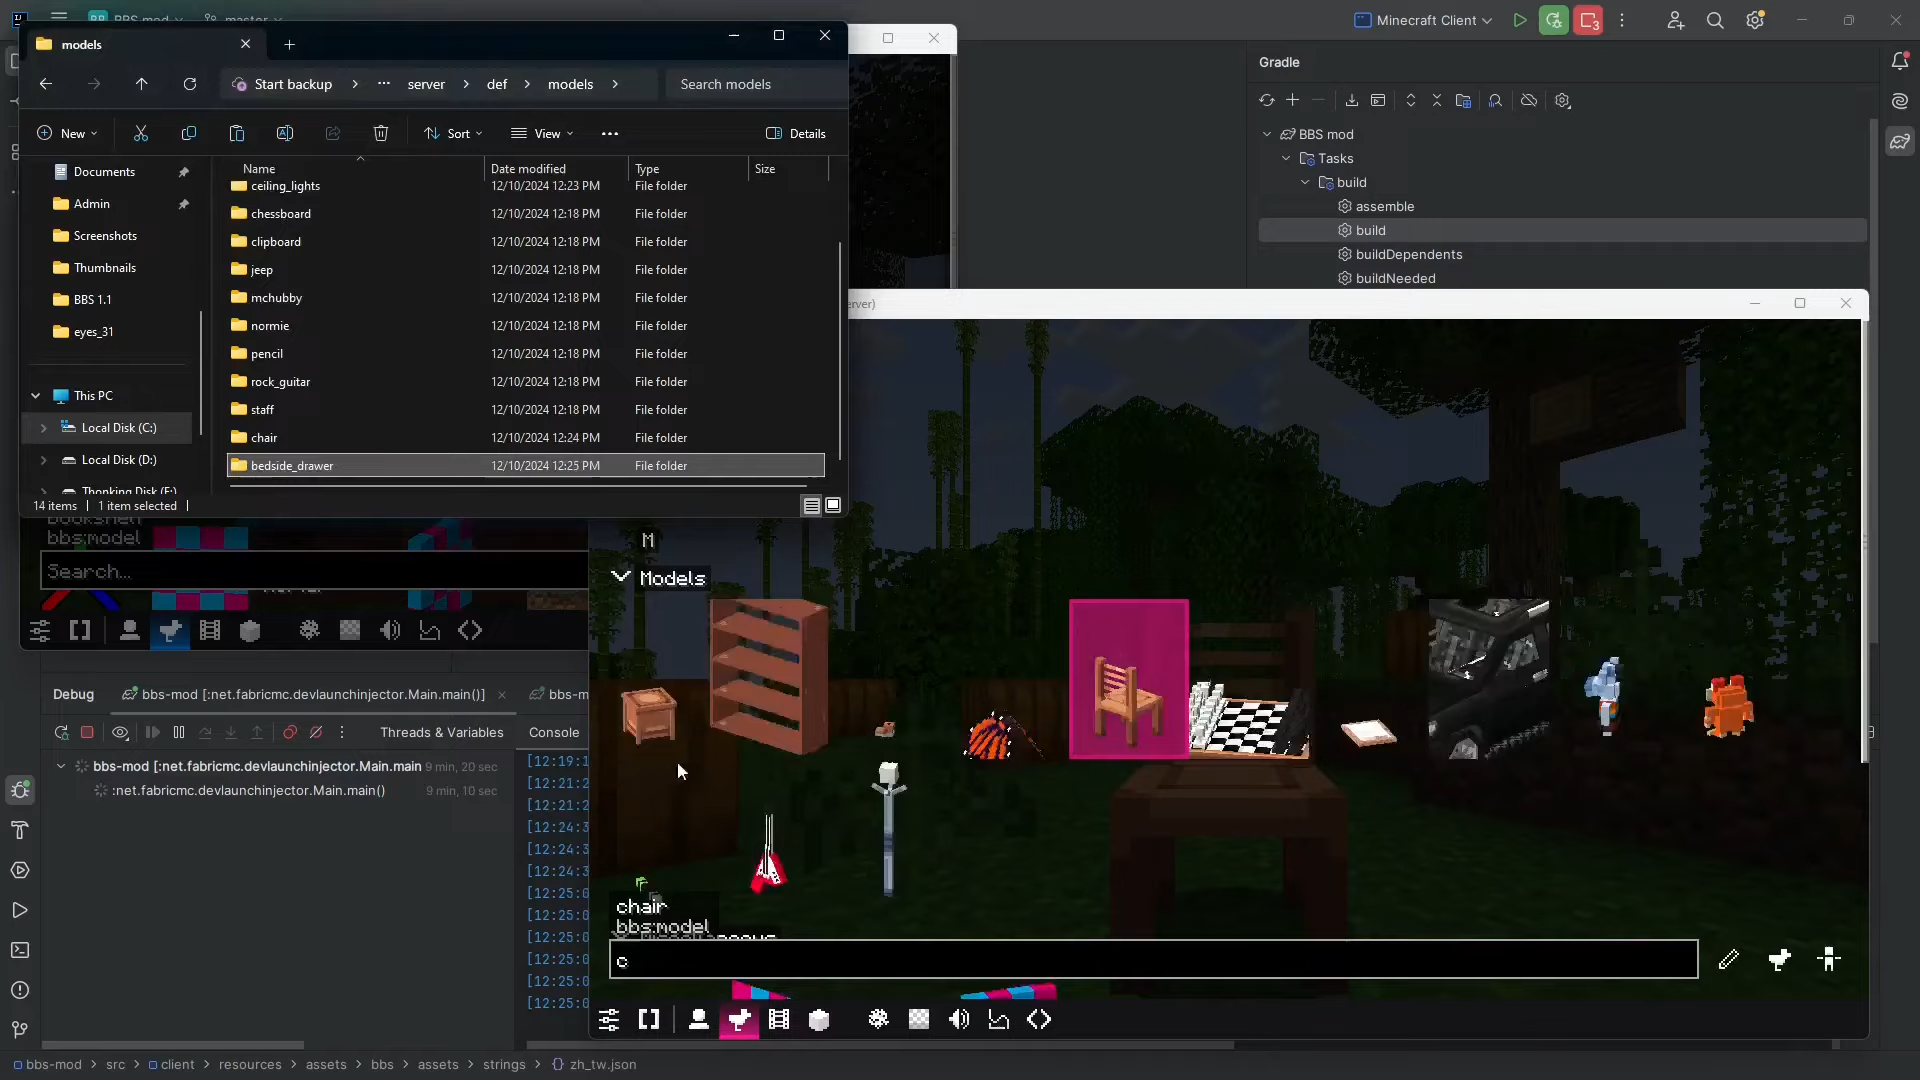 BBS mod
master
Minecraft Client
models
Start backup
server
def
models
Search models
New
Sort
View
Details
Name
Date modified
Type
Size
Documents
Admin
Screenshots
Thumbnails
BBS 1.1
eyes_31
This PC
Local Disk (C:)
Local Disk (D:)
Thonking Disk (F:)
ceiling_lights 12/10/2024 12:23 PM File folder
chessboard 12/10/2024 12:18 PM File folder
clipboard 12/10/2024 12:18 PM File folder
jeep 12/10/2024 12:18 PM File folder
mchubby 12/10/2024 12:18 PM File folder
normie 12/10/2024 12:18 PM File folder
pencil 12/10/2024 12:18 PM File folder
rock_guitar 12/10/2024 12:18 PM File folder
staff 12/10/2024 12:18 PM File folder
chair 12/10/2024 12:24 PM File folder
bedside_drawer 12/10/2024 12:25 PM File folder
14 items
1 item selected
Gradle
BBS mod
Tasks
build
assemble
build
buildDependents
buildNeeded
erver)
bookshelf
bbs:model
Search...
M
Models
chair
bbs:model
c
Debug
bbs-mod [:net.fabricmc.devlaunchinjector.Main.main()]
bbs-m
Threads & Variables
Console
bbs-mod [:net.fabricmc.devlaunchinjector.Main.main 9 min, 20 sec
:net.fabricmc.devlaunchinjector.Main.main() 9 min, 10 sec
[12:19:1
[12:21:2
[12:21:2
[12:24:3
[12:24:3
[12:24:3
[12:25:0
[12:25:0
[12:25:0
[12:25:0
[12:25:0
[12:25:0
bbs-mod > src > client > resources > assets > bbs > assets > strings > zh_tw.json